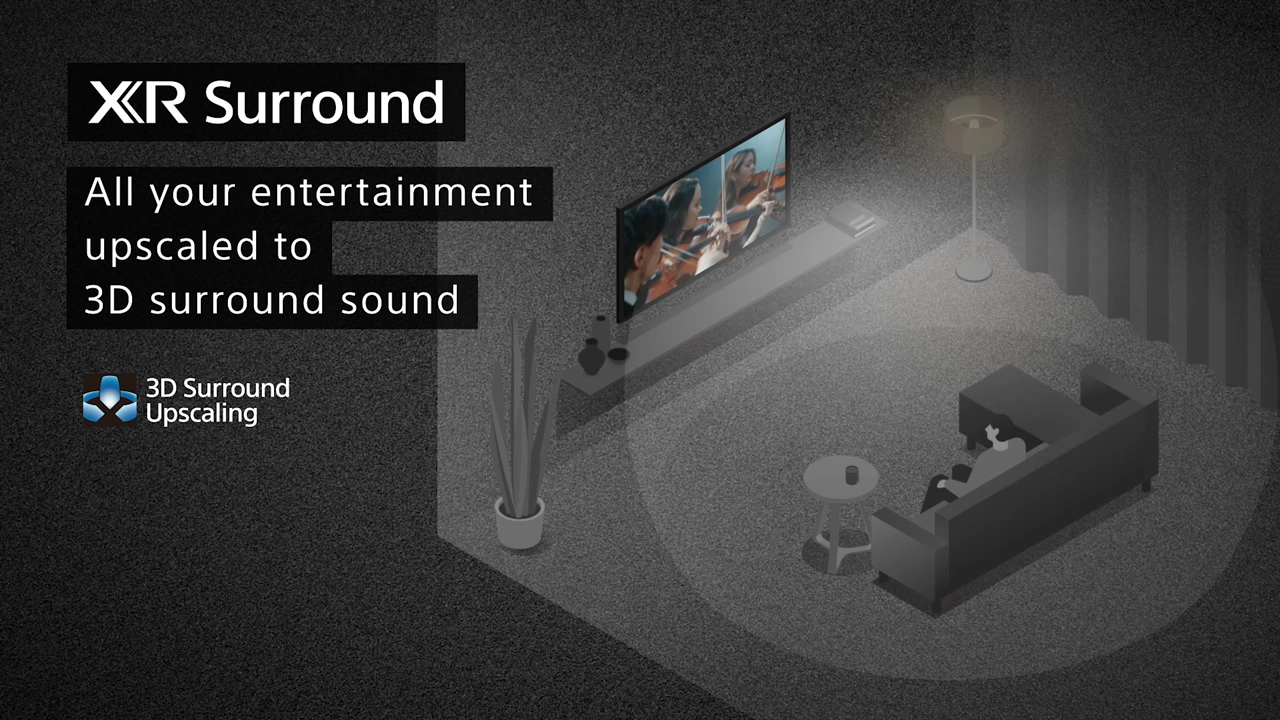 XR Surround
All your entertainment
upscaled to
3D surround sound
3D Surround
Upscaling